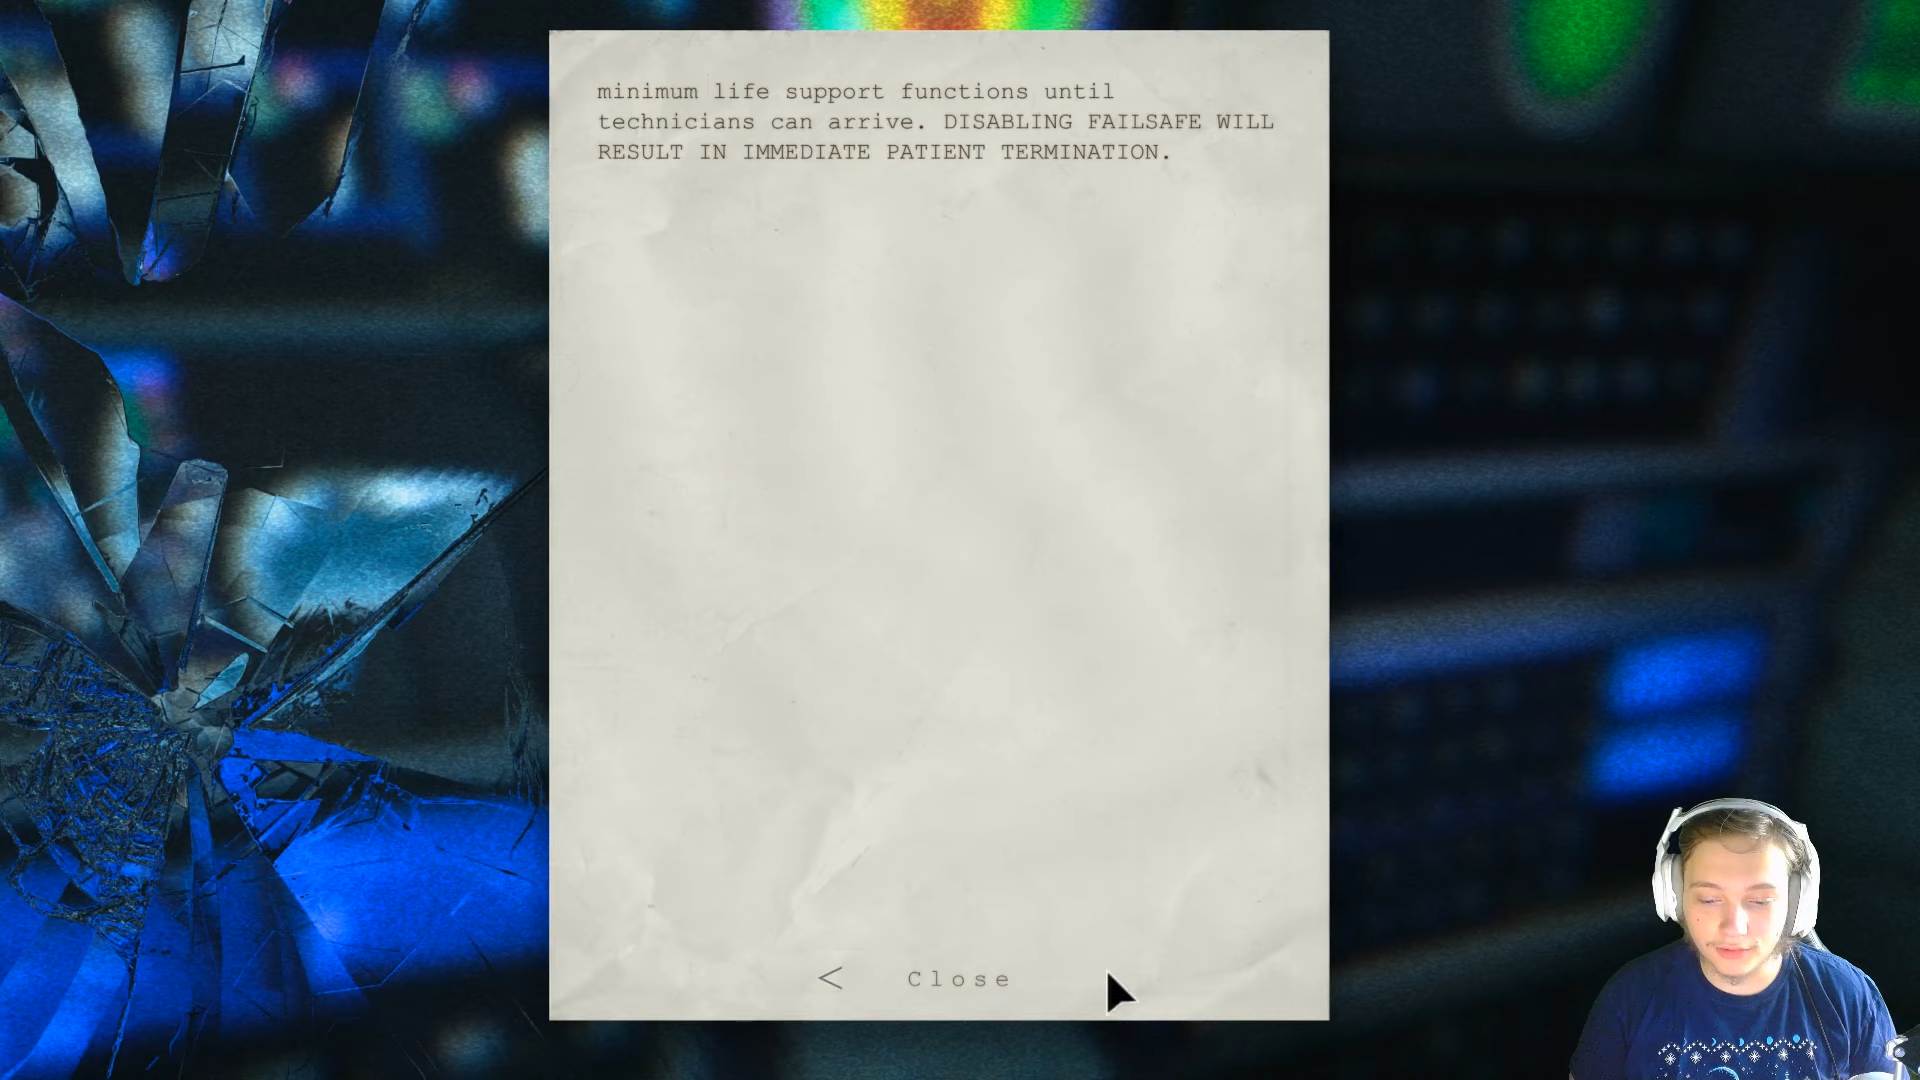 minimum life support functions until
technicians can arrive. DISABLING FAILSAFE WILL
RESULT IN IMMEDIATE PATIENT TERMINATION.
< Close